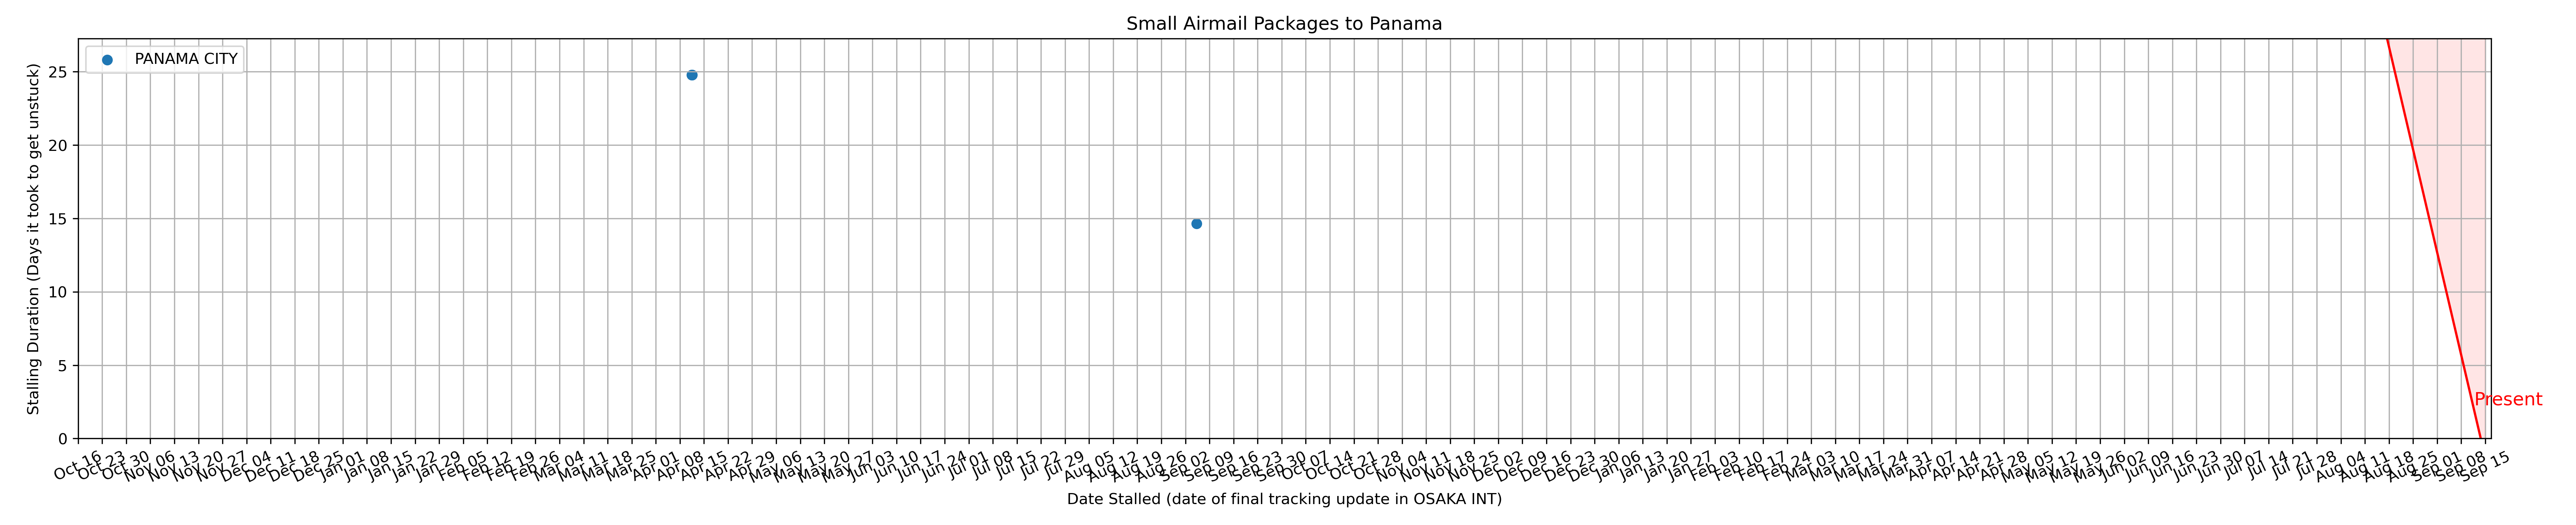 Small Airmail Packages to Panama
PANAMA CITY
Stalling Duration (Days it took to get unstuck)
25
20
15
10
5
0
Present
Oct 16 Oct 23 Oct 30 Nov 06 Nov 13 Nov 20 Nov 27 Dec 04 Dec 11 Dec 18 Dec 25 Jan 01 Jan 08 Jan 15 Jan 22 Jan 29 Feb 05 Feb 12 Feb 19 Feb 26 Mar 04 Mar 11 Mar 18 Mar 25 Apr 01 Apr 08 Apr 15 Apr 22 Apr 29 May 06 May 13 May 20 May 27 Jun 03 Jun 10 Jun 17 Jun 24 Jul 01 Jul 08 Jul 15 Jul 22 Jul 29 Aug 05 Aug 12 Aug 19 Aug 26 Sep 02 Sep 09 Sep 16 Sep 23 Sep 30 Oct 07 Oct 14 Oct 21 Oct 28 Nov 04 Nov 11 Nov 18 Nov 25 Dec 02 Dec 09 Dec 16 Dec 23 Dec 30 Jan 06 Jan 13 Jan 20 Jan 27 Feb 03 Feb 10 Feb 17 Feb 24 Mar 03 Mar 10 Mar 17 Mar 24 Mar 31 Apr 07 Apr 14 Apr 21 Apr 28 May 05 May 12 May 19 May 26 Jun 02 Jun 09 Jun 16 Jun 23 Jun 30 Jul 07 Jul 14 Jul 21 Jul 28 Aug 04 Aug 11 Aug 18 Aug 25 Sep 01 Sep 08 Sep 15
Date Stalled (date of final tracking update in OSAKA INT)